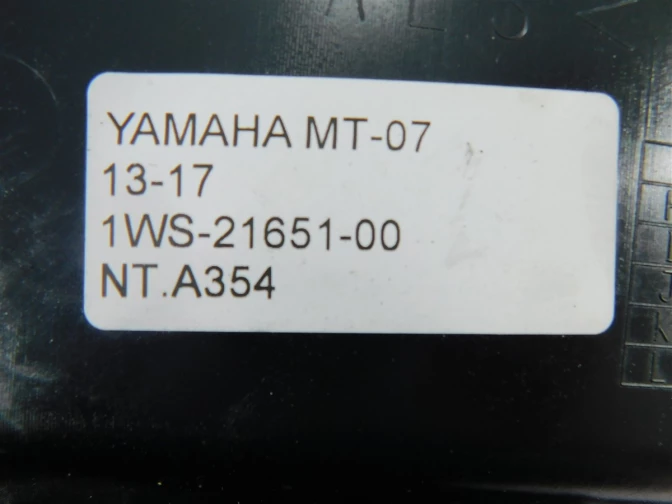 YAMAHA MT-07
13-17
1WS-21651-00
NT.A354
K
L